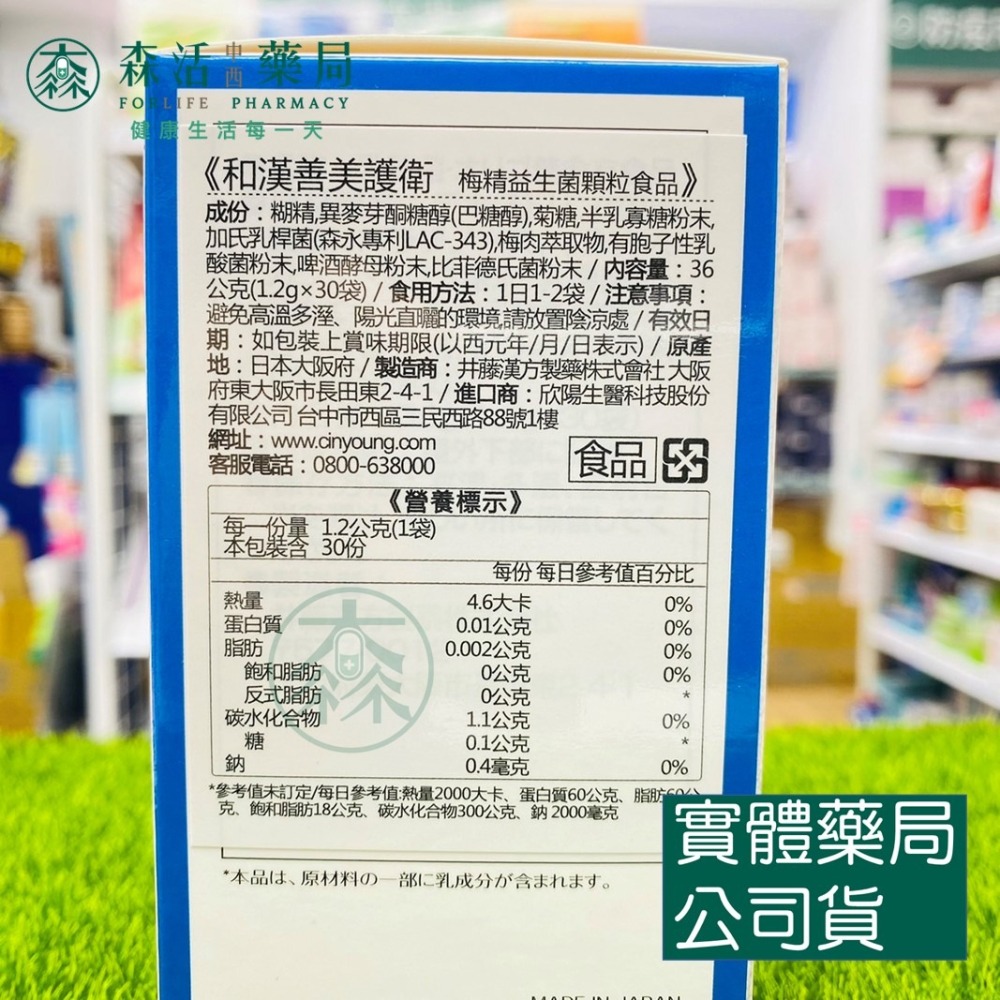 森活中西藥局
FORLIFE PHARMACY
健康生活每一天
《和漢善美護衛 梅精益生菌顆粒食品》
成份：糊精,異麥芽酮糖醇(巴糖醇),菊糖,半乳寡糖粉末,
加氏乳桿菌(森永專利LAC-343),梅肉萃取物,有胞子性乳
酸菌粉末,啤酒酵母粉末,比菲德氏菌粉末 / 內容量：36
公克(1.2g×30袋) / 食用方法：1日1-2袋 / 注意事項：
避免高溫多溼、陽光直曬的環境,請放置陰涼處 / 有效日
期：如包裝上賞味期限(以西元年/月/日表示) / 原產
地：日本大阪府 / 製造商：井藤漢方製藥株式會社 大阪
府東大阪市長田東2-4-1 / 進口商：欣陽生醫科技股份
有限公司 台中市西區三民西路88號1樓
網址：www.cinyoung.com
客服電話：0800-638000
食品
《營養標示》
每一份量 1.2公克(1袋)
本包裝含 30份
每份 每日參考值百分比
熱量 4.6大卡 0%
蛋白質 0.01公克 0%
脂肪 0.002公克 0%
飽和脂肪 0公克 0%
反式脂肪 0公克 *
碳水化合物 1.1公克 0%
糖 0.1公克 *
鈉 0.4毫克 0%
*參考值未訂定/每日參考值:熱量2000大卡、蛋白質60公克、脂肪60公
克、飽和脂肪18公克、碳水化合物300公克、鈉 2000毫克
*本品は、原材料の一部に乳成分が含まれます。
MADE IN JAPAN
實體藥局
公司貨